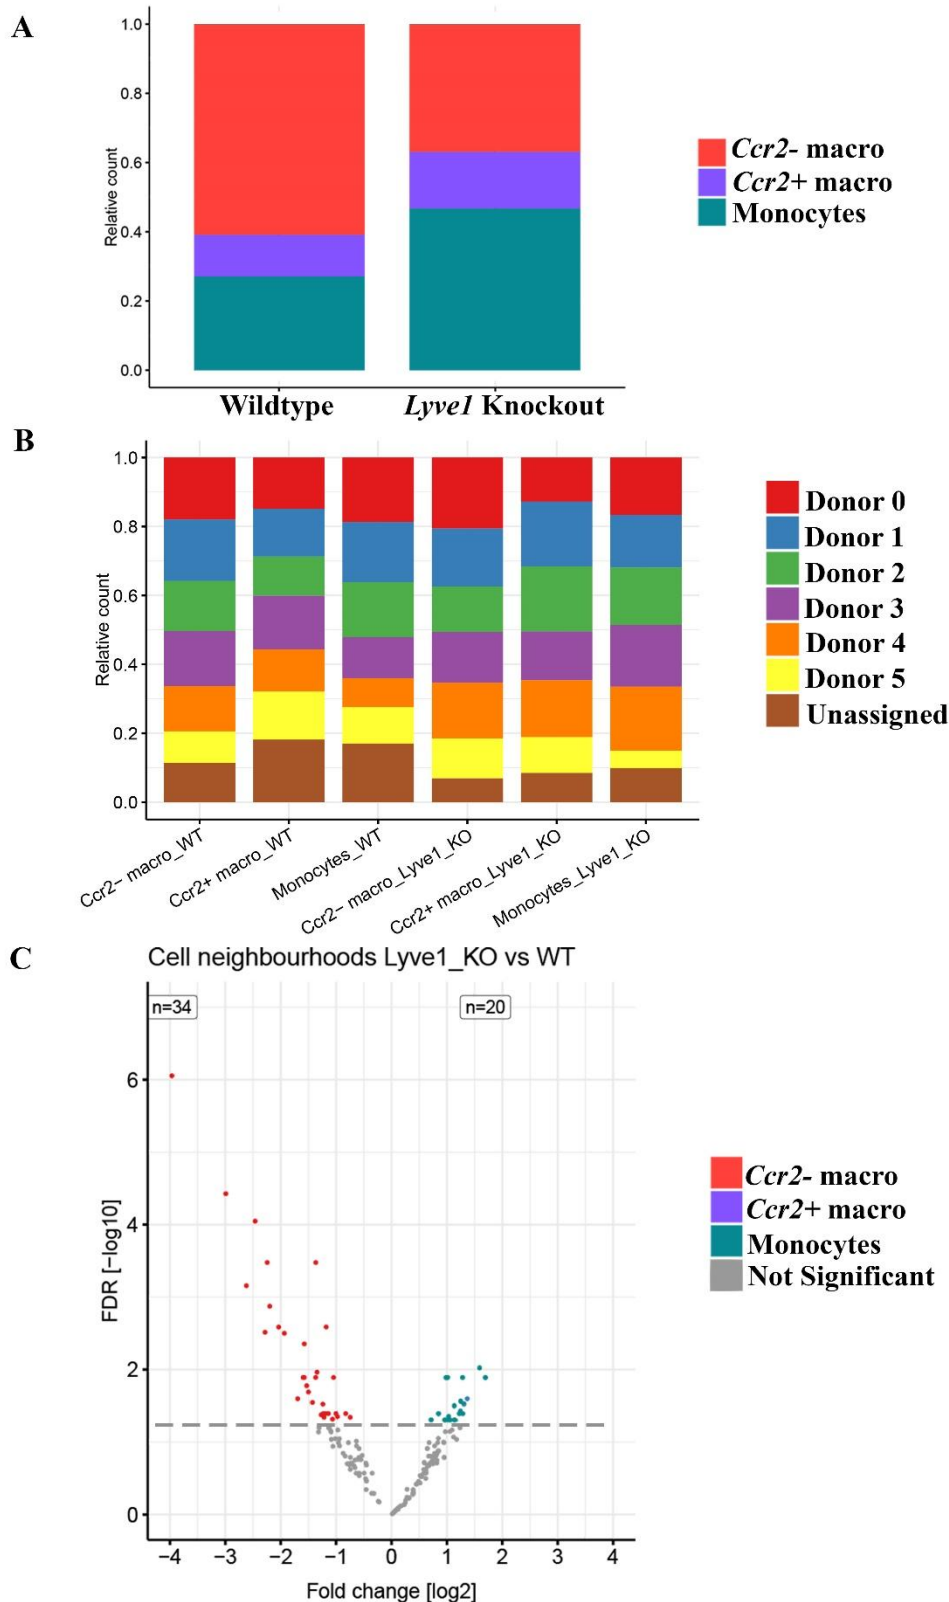 A
1.0
0.8
0.6
0.4
0.2
0.0
Relative count
Wildtype
Lyve1 Knockout
Ccr2- macro
Ccr2+ macro
Monocytes
B
1.0
0.8
0.6
0.4
0.2
0.0
Relative count
Ccr2− macro_WT
Ccr2+ macro_WT
Monocytes_WT
Ccr2− macro_Lyve1_KO
Ccr2+ macro_Lyve1_KO
Monocytes_Lyve1_KO
Donor 0
Donor 1
Donor 2
Donor 3
Donor 4
Donor 5
Unassigned
C
Cell neighbourhoods Lyve1_KO vs WT
n=34
n=20
6
4
2
0
FDR [−log10]
−4 −3 −2 −1 0 1 2 3 4
Fold change [log2]
Ccr2- macro
Ccr2+ macro
Monocytes
Not Significant